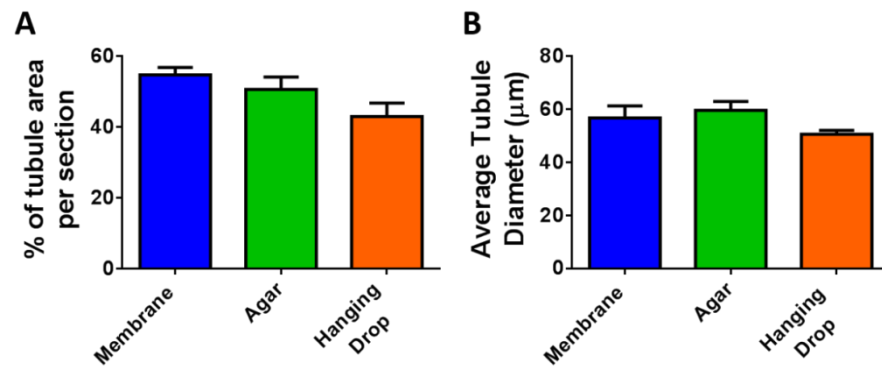 A
% of tubule area
per section
60
40
20
0
Membrane
Agar
Hanging
Drop
B
Average Tubule
Diameter (μm)
80
60
40
20
0
Membrane
Agar
Hanging
Drop